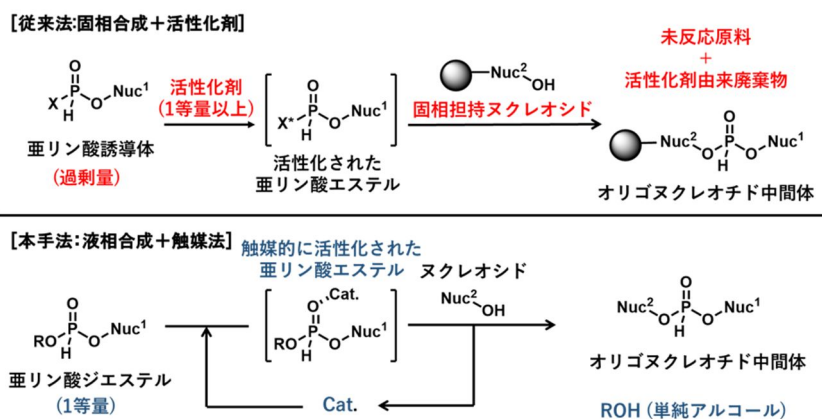 [従来法:固相合成＋活性化剤]
O
X
P
H
O
Nuc1
亜リン酸誘導体
(過剰量)
活性化剤
(1等量以上)
O
X*
P
H
O
Nuc1
活性化された
亜リン酸エステル
Nuc2
OH
固相担持ヌクレオシド
未反応原料
+
活性化剤由来廃棄物
Nuc2
O
O
P
H
O
Nuc1
オリゴヌクレオチド中間体
[本手法:液相合成＋触媒法]
O
RO
P
H
O
Nuc1
亜リン酸ジエステル
(1等量)
触媒的に活性化された
亜リン酸エステル
Cat.
O
RO
P
H
O
Nuc1
ヌクレオシド
Nuc2
OH
Cat.
Nuc2
O
O
P
H
O
Nuc1
オリゴヌクレオチド中間体
ROH (単純アルコール)